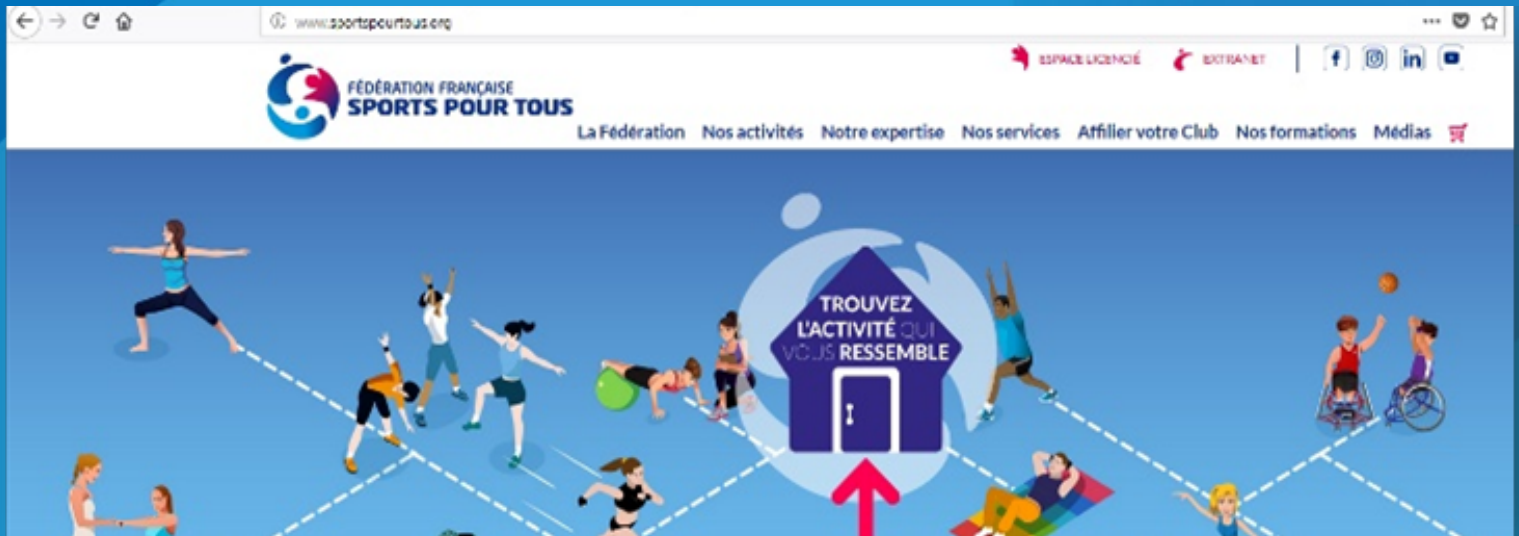 www.sportspourtous.org
ESPACE LICENCIÉ EXTRANET
FÉDÉRATION FRANÇAISE
SPORTS POUR TOUS
La Fédération Nos activités Notre expertise Nos services Affilier votre Club Nos formations Médias
TROUVEZ
L'ACTIVITÉ QUI
VOUS RESSEMBLE